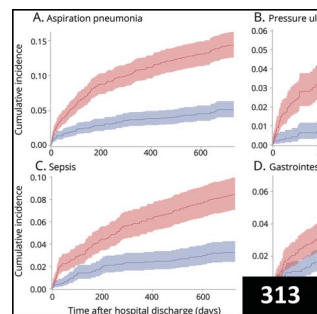 A. Aspiration pneumonia
B. Pressure ul
Cumulative incidence
0.15
0.10
0.05
0.00
0 200 400 600
0.06
0.05
0.04
0.03
0.02
0.01
0.00
C. Sepsis
D. Gastrointes
Cumulative incidence
0.10
0.08
0.06
0.04
0.02
0.00
0 200 400 600
Time after hospital discharge (days)
0.06
0.04
0.02
313